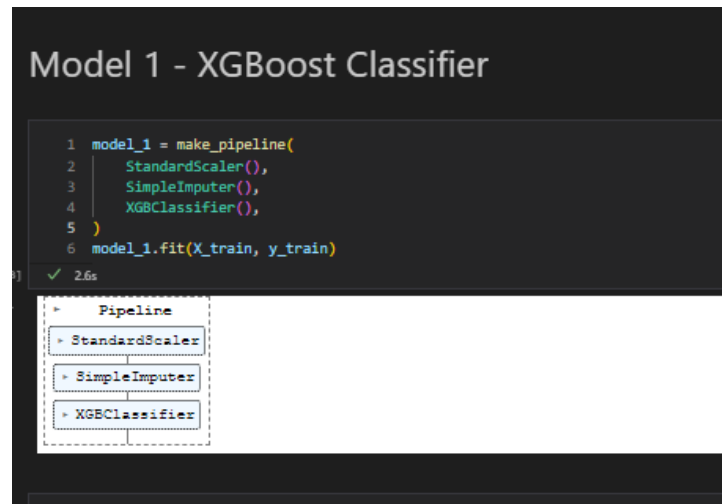 Model 1 - XGBoost Classifier
1 model_1 = make_pipeline(
2 StandardScaler(),
3 SimpleImputer(),
4 XGBClassifier(),
5 )
6 model_1.fit(X_train, y_train)
]
✓ 2.6s
▸ Pipeline
▸ StandardScaler
▸ SimpleImputer
▸ XGBClassifier